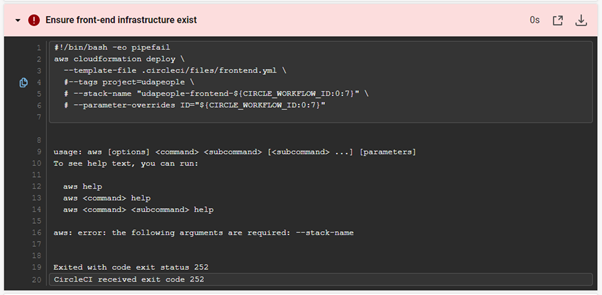 Ensure front-end infrastructure exist 0s
1 #!/bin/bash -eo pipefail
2 aws cloudformation deploy \
3 --template-file .circleci/files/frontend.yml \
4 #--tags project=udapeople \
5 # --stack-name "udapeople-frontend-${CIRCLE_WORKFLOW_ID:0:7}" \
6 # --parameter-overrides ID="${CIRCLE_WORKFLOW_ID:0:7}"
7
8
9 usage: aws [options] <command> <subcommand> [<subcommand> ...] [parameters]
10 To see help text, you can run:
11
12 aws help
13 aws <command> help
14 aws <command> <subcommand> help
15
16 aws: error: the following arguments are required: --stack-name
17
18
19 Exited with code exit status 252
20 CircleCI received exit code 252